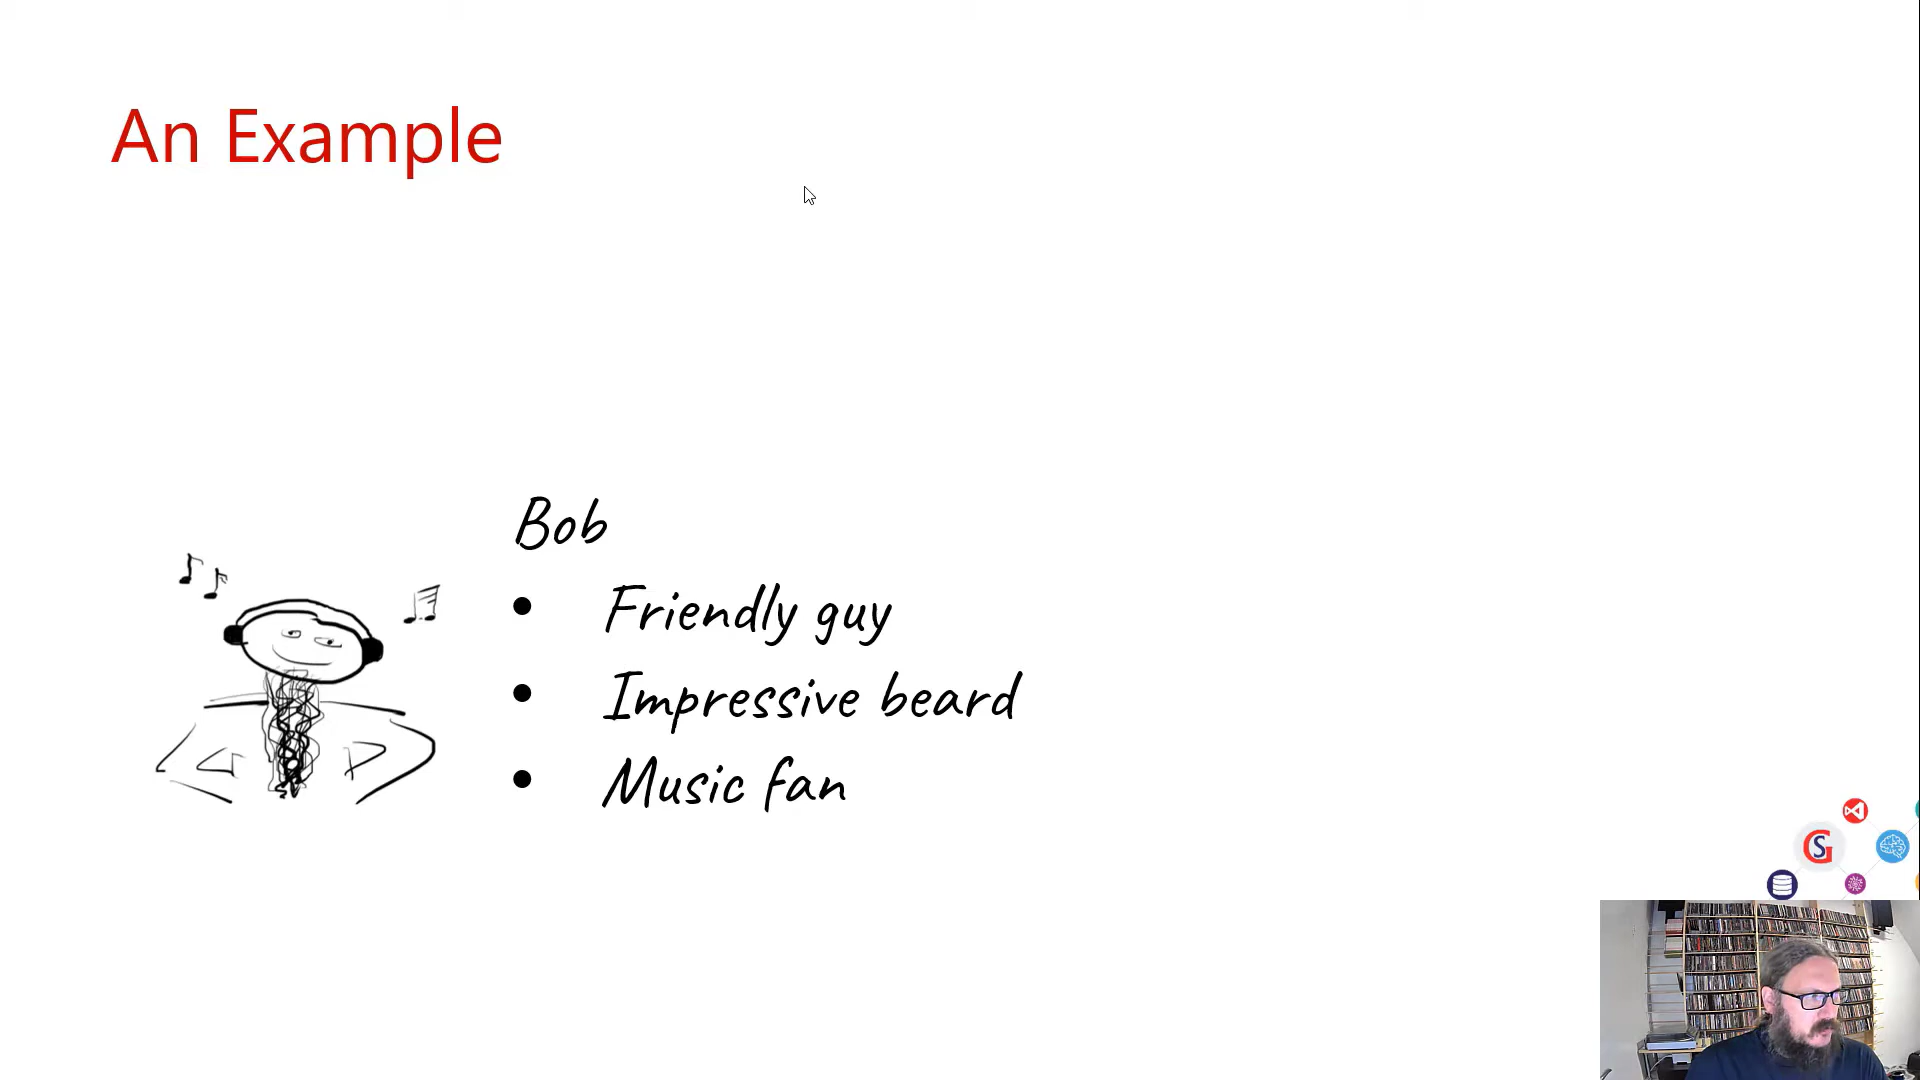 An Example
Bob
• Friendly guy
• Impressive beard
• Music fan